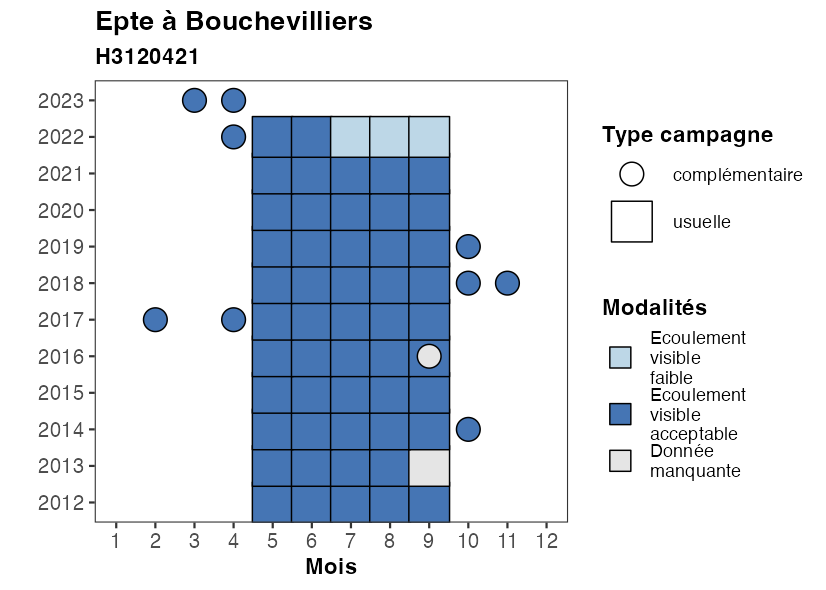 Epte à Bouchevilliers
H3120421
2023
2022
2021
2020
2019
2018
2017
2016
2015
2014
2013
2012
1 2 3 4 5 6 7 8 9 10 11 12
Mois
Type campagne
complémentaire
usuelle
Modalités
Ecoulement
visible
faible
Ecoulement
visible
acceptable
Donnée
manquante